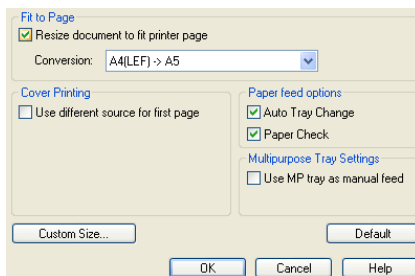 Fit to Page
Resize document to fit printer page
Conversion: A4(LEF) -> A5
Cover Printing
Use different source for first page
Paper feed options
Auto Tray Change
Paper Check
Multipurpose Tray Settings
Use MP tray as manual feed
Custom Size...
Default
OK
Cancel
Help